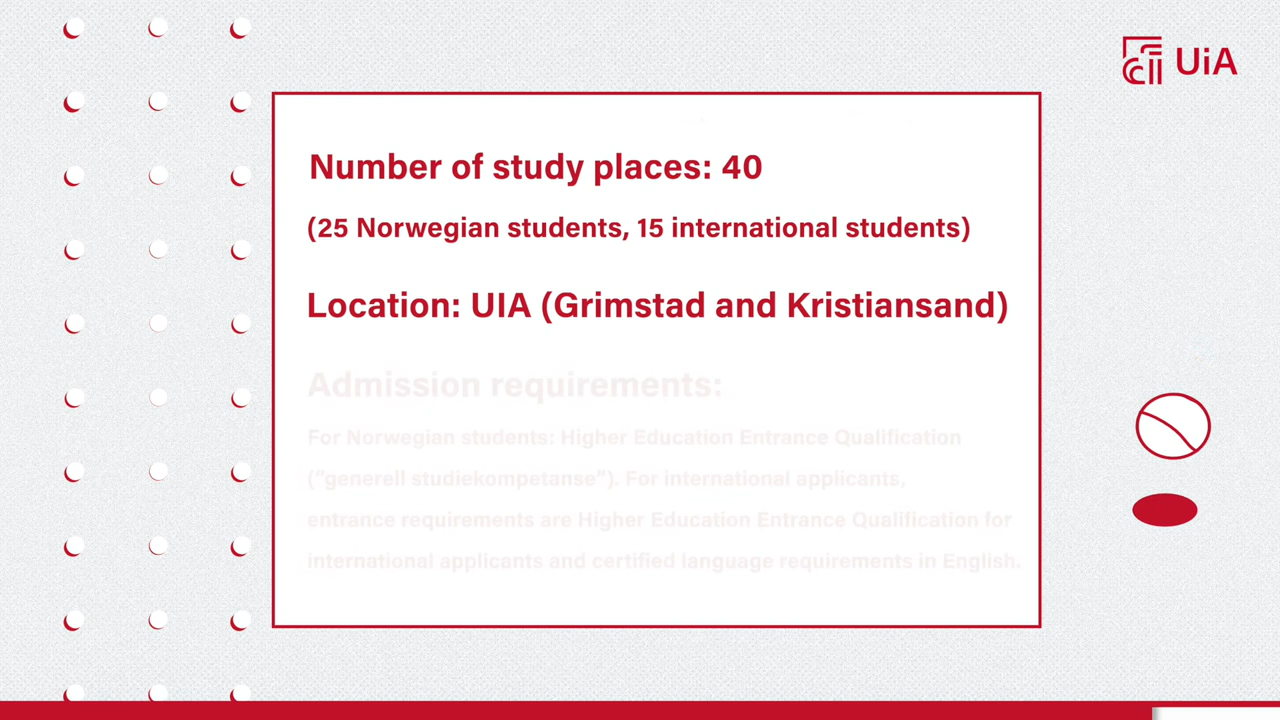 UiA
Number of study places: 40
(25 Norwegian students, 15 international students)
Location: UIA (Grimstad and Kristiansand)
Admission requirements:
For Norwegian students: Higher Education Entrance Qualification
("generell studiekompetanse"). For international applicants,
entrance requirements are Higher Education Entrance Qualification for
international applicants and certified language requirements in English.